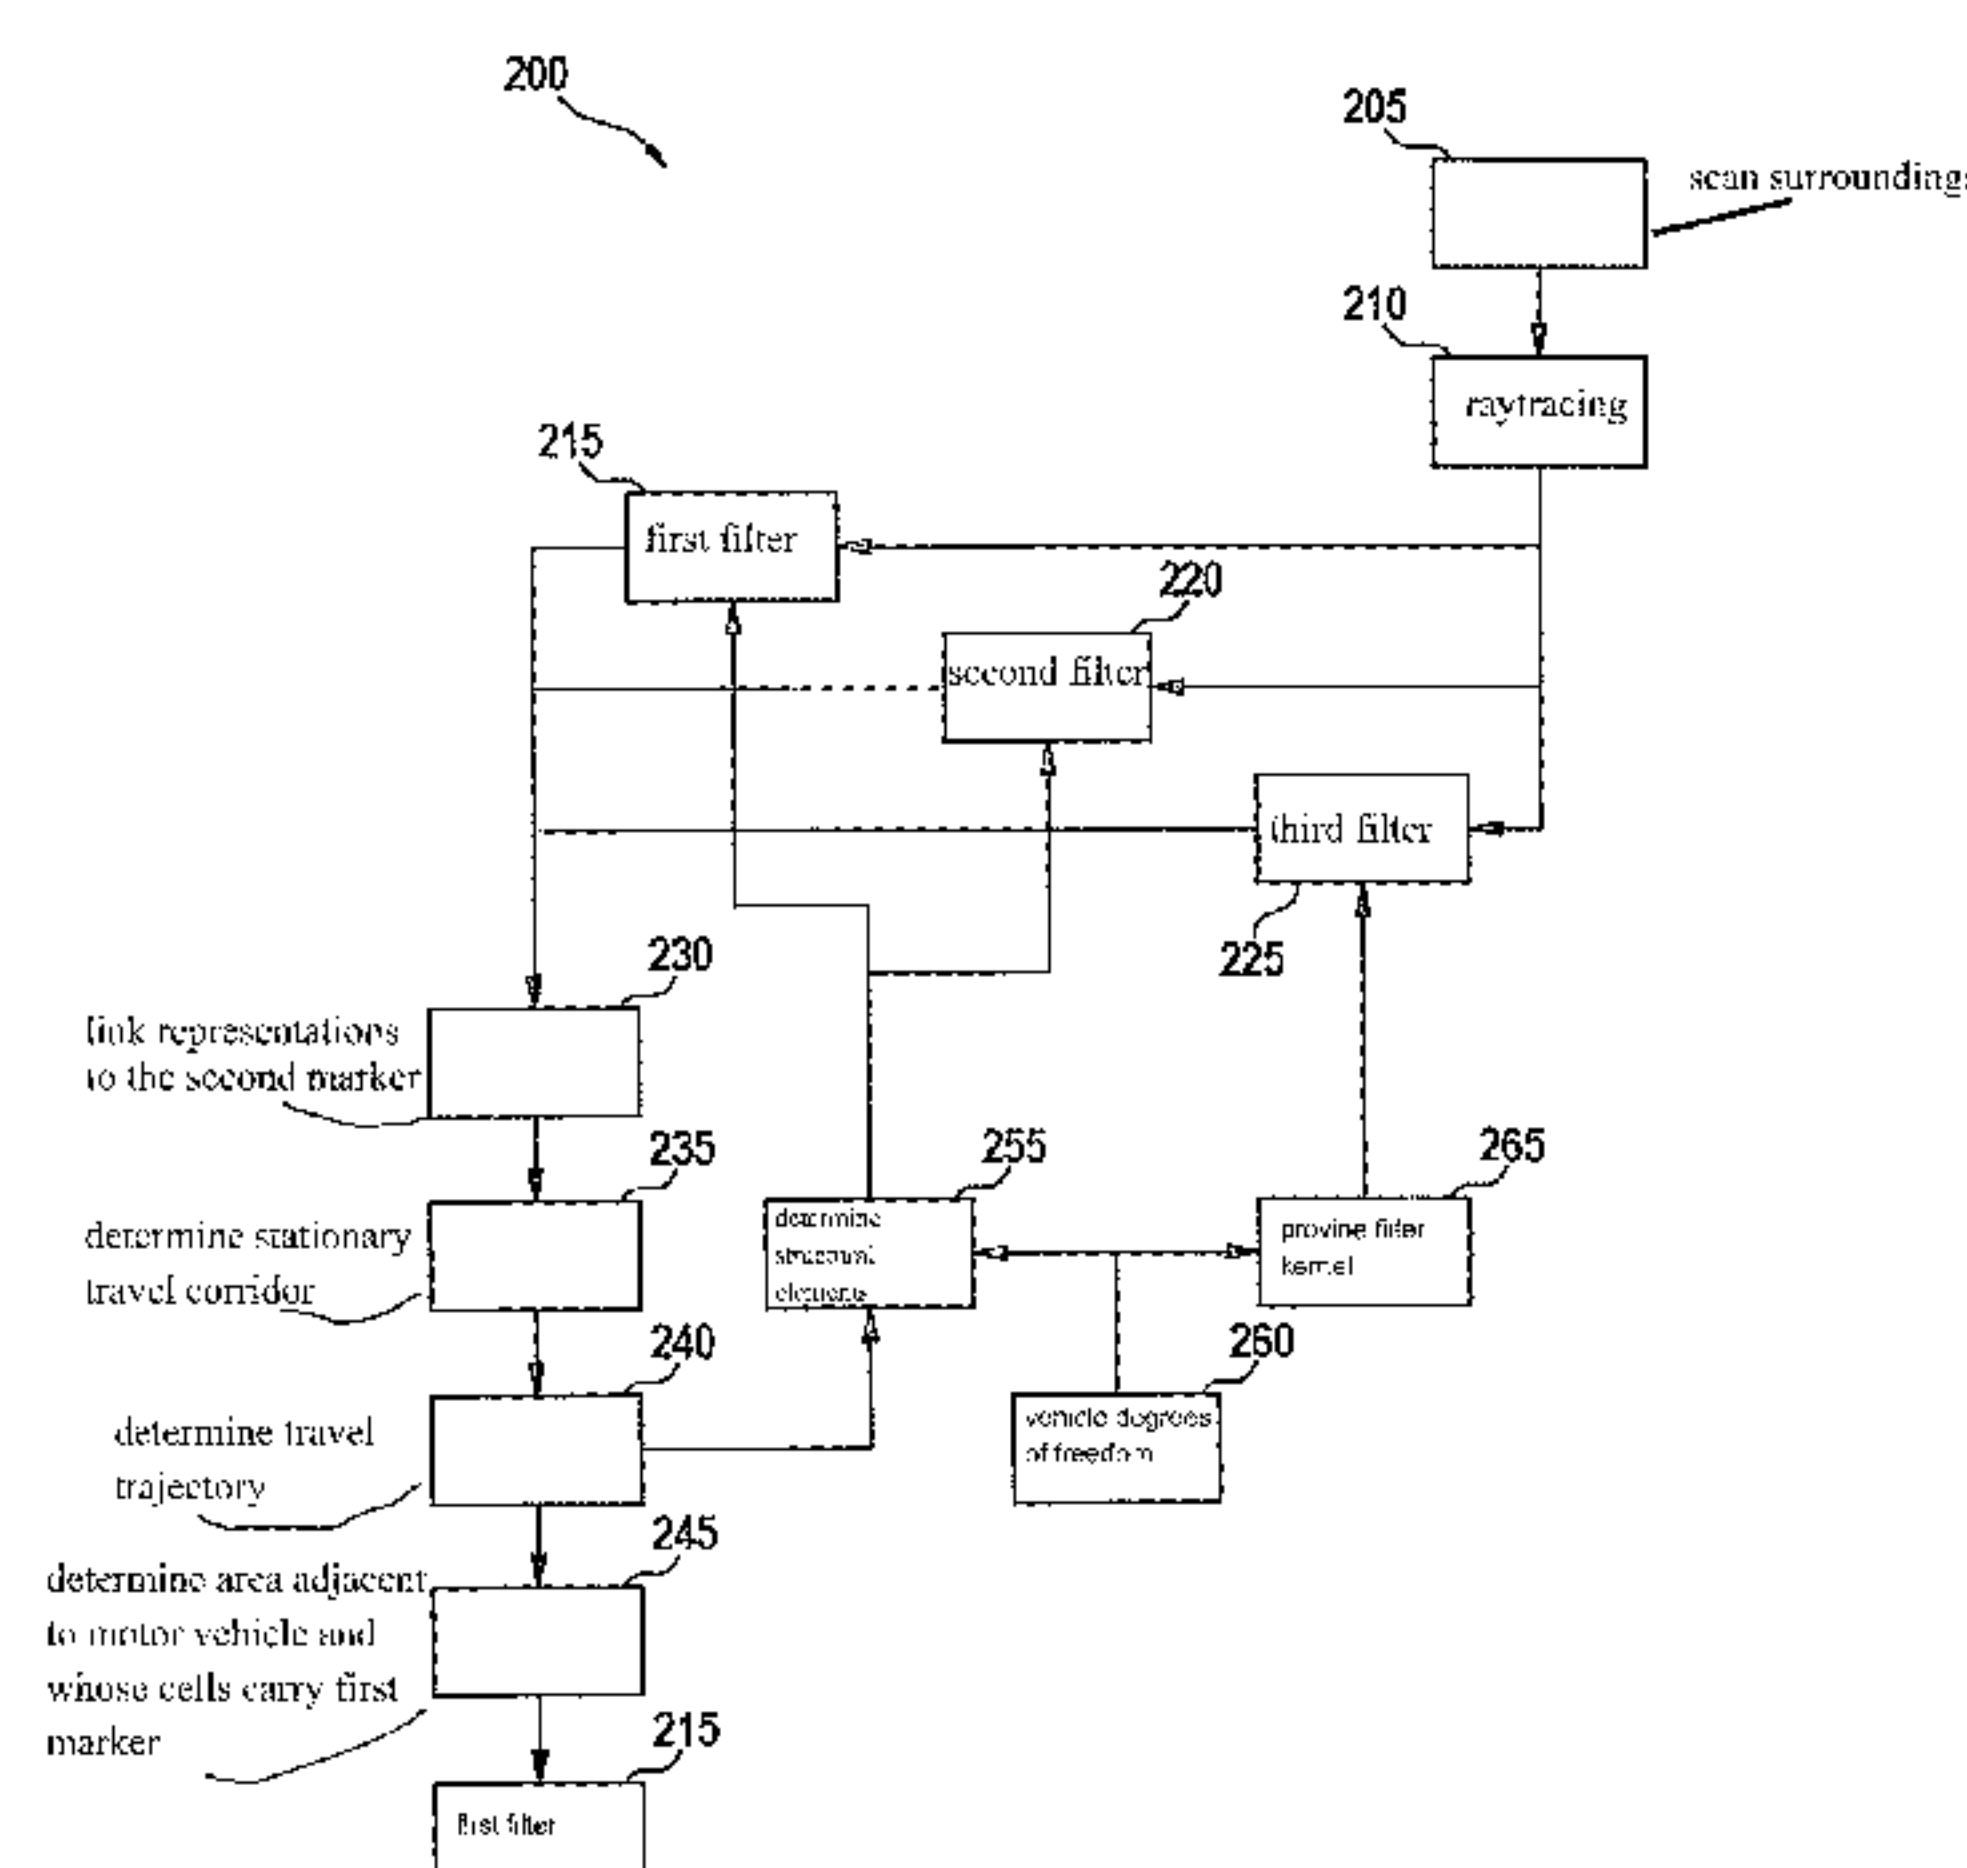 200
205
scan surroundings
210
raytracing
215
first filter
220
second filter
third filter
225
230
link representations
to the second marker
235
determine stationary
travel corridor
255
determine
structural
elements
265
provine filter
kernel
240
determine travel
trajectory
260
vehicle degrees
of freedom
245
determine area adjacent
to motor vehicle and
whose cells carry first
marker
215
first filter